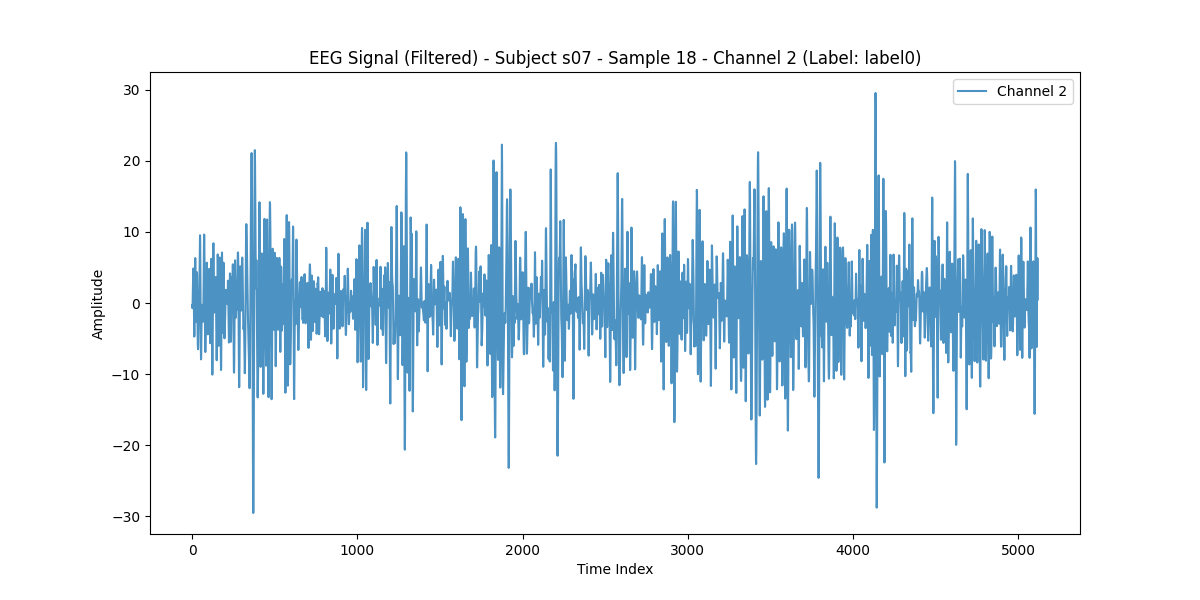 EEG Signal (Filtered) - Subject s07 - Sample 18 - Channel 2 (Label: label0)
Channel 2
30
20
10
0
−10
−20
−30
Amplitude
0 1000 2000 3000 4000 5000
Time Index